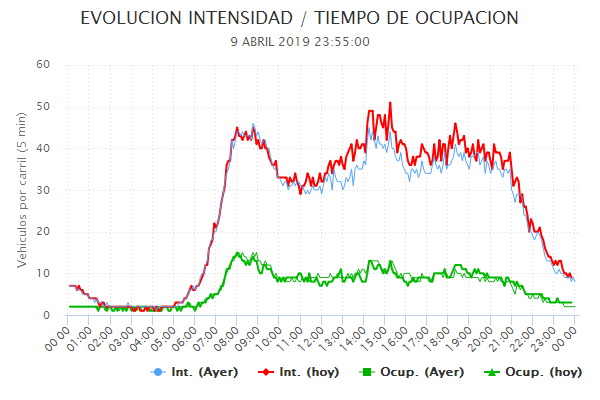 EVOLUCION INTENSIDAD / TIEMPO DE OCUPACION
9 ABRIL 2019 23:55:00
Vehículos por carril (5 min)
60
50
40
30
20
10
0
00:00 01:00 02:00 03:00 04:00 05:00 06:00 07:00 08:00 09:00 10:00 11:00 12:00 13:00 14:00 15:00 16:00 17:00 18:00 19:00 20:00 21:00 22:00 23:00 00:00
Int. (Ayer) Int. (hoy) Ocup. (Ayer) Ocup. (hoy)